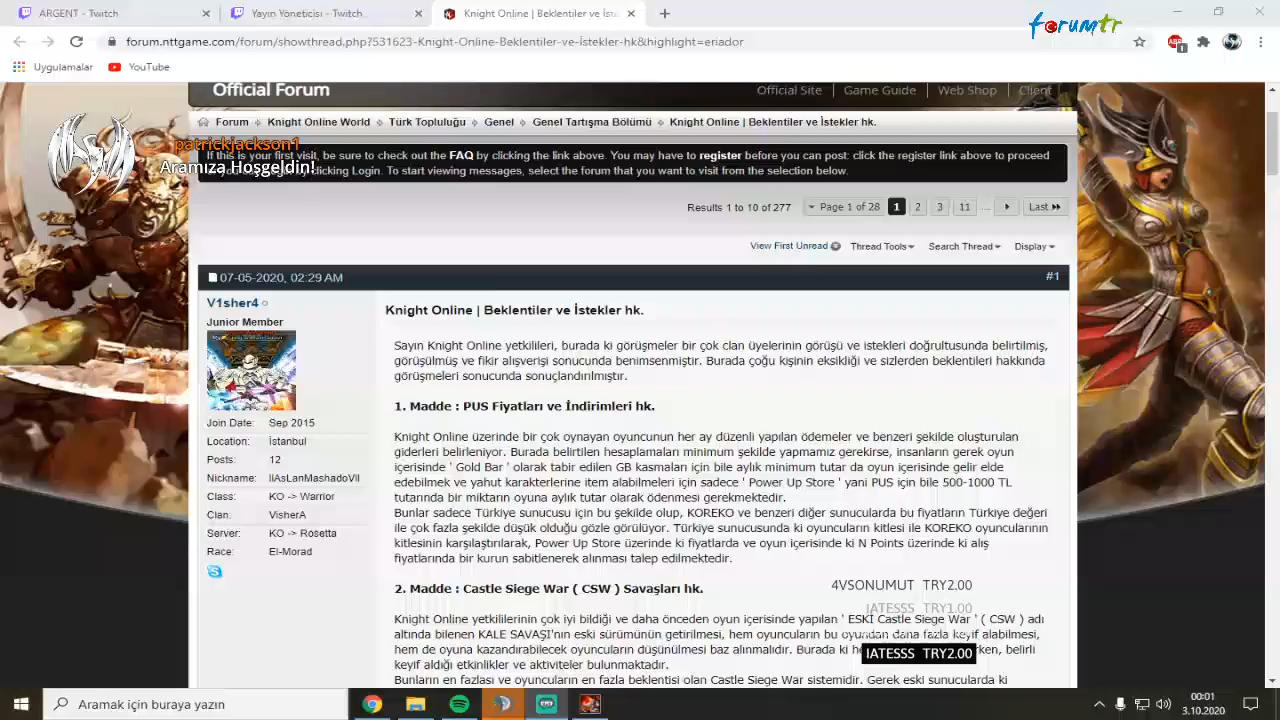 ARGENT - Twitch
Yayın Yöneticisi - Twitch
Knight Online | Beklentiler ve İste
forumtr
forum.nttgame.com/forum/showthread.php?531623-Knight-Online-Beklentiler-ve-İstekler-hk&highlight=eriador
ABP
1
Uygulamalar
YouTube
Official Forum
Official Site
Game Guide
Web Shop
Client
Forum
Knight Online World
Türk Topluluğu
Genel
Genel Tartışma Bölümü
Knight Online | Beklentiler ve İstekler hk.
patrickjackson1
Aramıza Hoşgeldin!
If this is your first visit, be sure to check out the FAQ by clicking the link above. You may have to register before you can post: click the register link above to proceed
clicking Login. To start viewing messages, select the forum that you want to visit from the selection below.
Results 1 to 10 of 277
Page 1 of 28
1
2
3
11
...
Last
View First Unread
Thread Tools
Search Thread
Display
07-05-2020, 02:29 AM
#1
V1sher4
Junior Member
Join Date: Sep 2015
Location: İstanbul
Posts: 12
Nickname: IiAsLanMashadoVII
Class: KO -> Warrior
Clan: VisherA
Server: KO -> Rosetta
Race: El-Morad
Knight Online | Beklentiler ve İstekler hk.
Sayın Knight Online yetkilileri, burada ki görüşmeler bir çok clan üyelerinin görüşü ve istekleri doğrultusunda belirtilmiş,
görüşülmüş ve fikir alışverişi sonucunda benimsenmiştir. Burada çoğu kişinin eksikliği ve sizlerden beklentileri hakkında
görüşmeleri sonucunda sonuçlandırılmıştır.
1. Madde : PUS Fiyatları ve İndirimleri hk.
Knight Online üzerinde bir çok oynayan oyuncunun her ay düzenli yapılan ödemeler ve benzeri şekilde oluşturulan
giderleri belirleniyor. Burada belirtilen hesaplamaları minimum şekilde yapmamız gerekirse, insanların gerek oyun
içerisinde ' Gold Bar ' olarak tabir edilen GB kasmaları için bile aylık minimum tutar da oyun içerisinde gelir elde
edebilmek ve yahut karakterlerine item alabilmeleri için sadece ' Power Up Store ' yani PUS için bile 500-1000 TL
tutarında bir miktarın oyuna aylık tutar olarak ödenmesi gerekmektedir.
Bunlar sadece Türkiye sunucusu için bu şekilde olup, KOREKO ve benzeri diğer sunucularda bu fiyatların Türkiye değeri
ile çok fazla şekilde düşük olduğu gözle görülüyor. Türkiye sunucusunda ki oyuncuların kitlesi ile KOREKO oyuncularının
kitlesinin karşılaştırılarak, Power Up Store üzerinde ki fiyatlarda ve oyun içerisinde ki N Points üzerinde ki alış
fiyatlarında bir kurun sabitlenerek alınması talep edilmektedir.
2. Madde : Castle Siege War ( CSW ) Savaşları hk.
4VSONUMUT TRY2.00
IATESSS TRY1.00
Knight Online yetkililerinin çok iyi bildiği ve daha önceden oyun içerisinde yapılan ' ESKİ Castle Siege War ' ( CSW ) adı
altında bilenen KALE SAVAŞI'nın eski sürümünün getirilmesi, hem oyuncuların bu oyundan daha fazla keyif alabilmesi,
hem de oyuna kazandırabilecek oyuncuların düşünülmesi baz alınmalıdır. Burada ki
IATESSS TRY2.00
belirli
keyif aldığı etkinlikler ve aktiviteler bulunmaktadır.
Bunların en fazlası ve oyuncuların en fazla beklentisi olan Castle Siege War sistemidir. Gerek eski sunucularda ki
Aramak için buraya yazın
00:01
3.10.2020